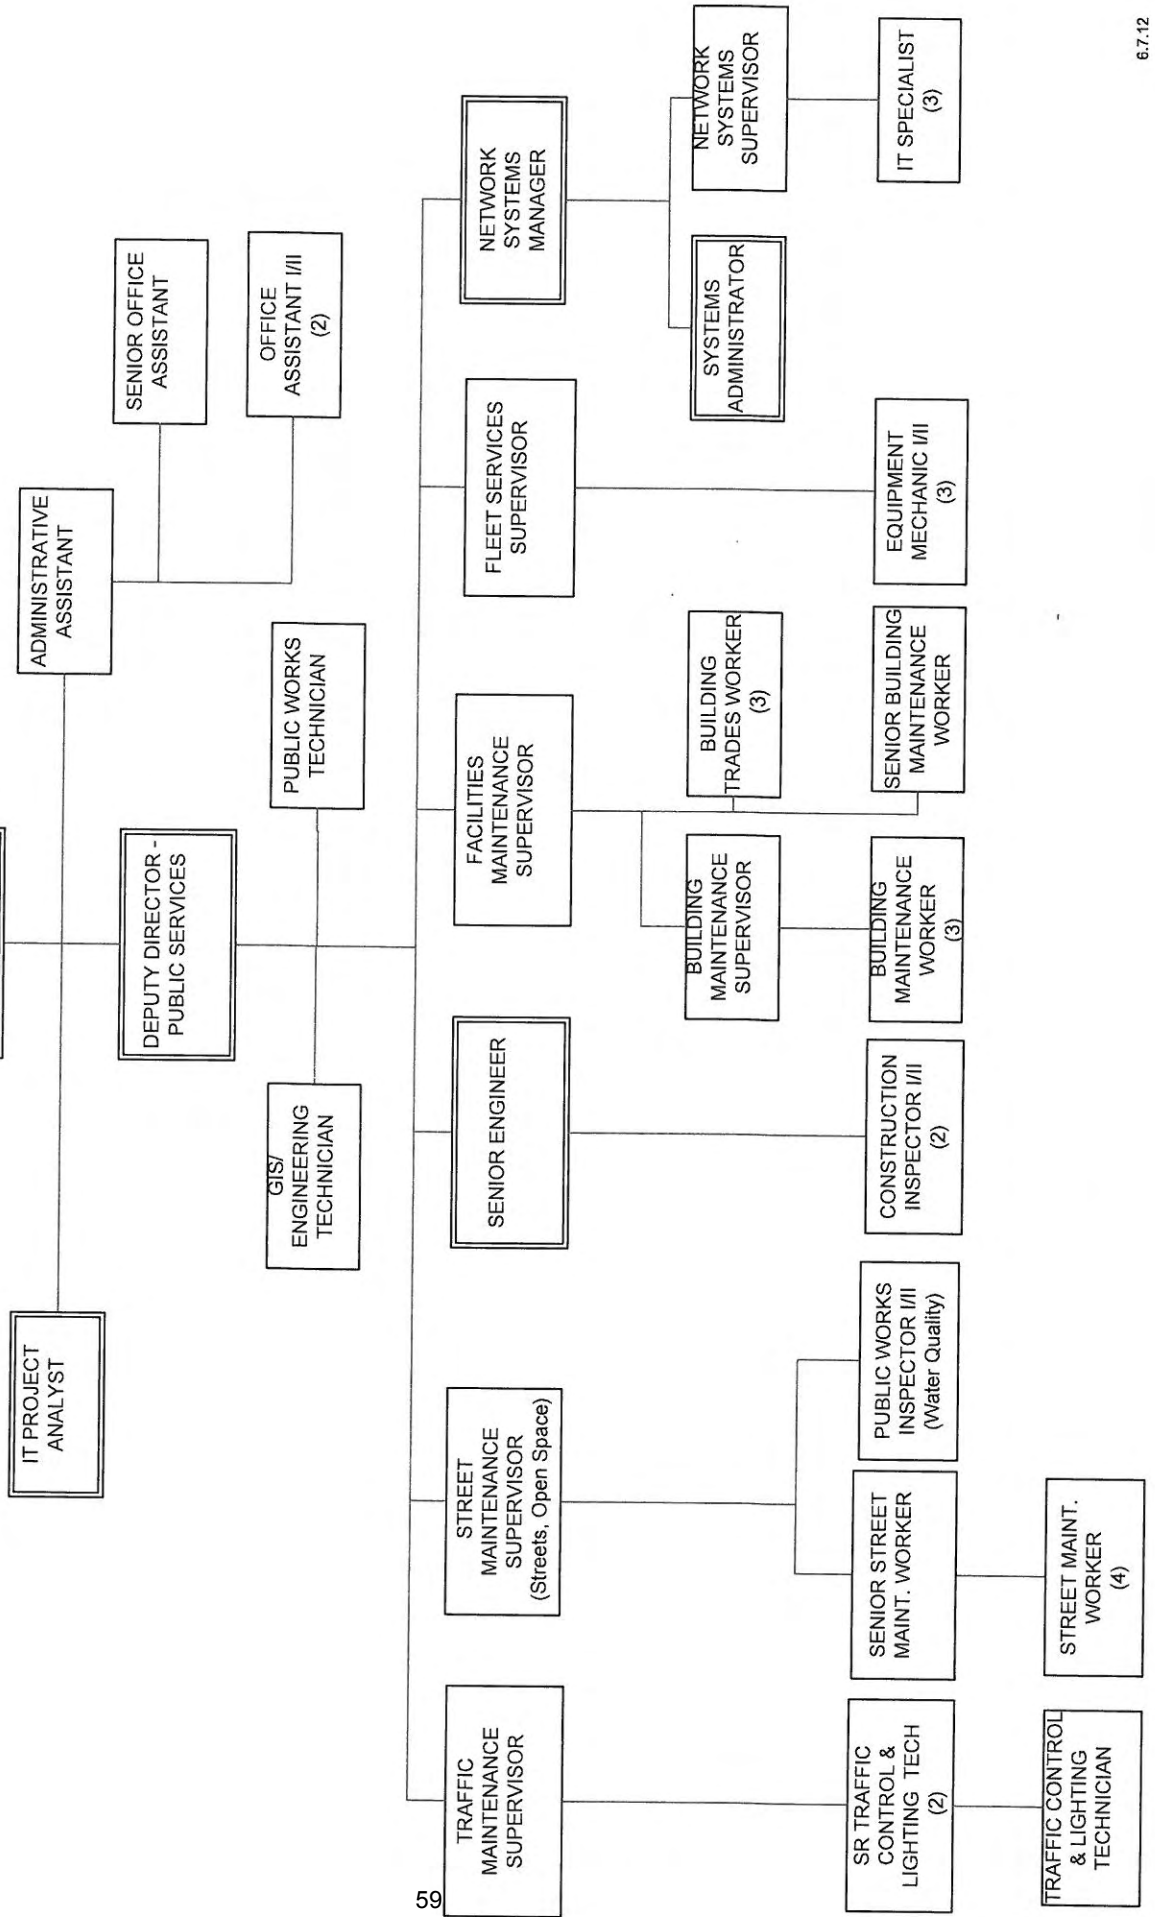 IT PROJECT
ANALYST
ADMINISTRATIVE
ASSISTANT
SENIOR OFFICE
ASSISTANT
OFFICE
ASSISTANT I/II
(2)
DEPUTY DIRECTOR -
PUBLIC SERVICES
GIS/
ENGINEERING
TECHNICIAN
PUBLIC WORKS
TECHNICIAN
TRAFFIC
MAINTENANCE
SUPERVISOR
STREET
MAINTENANCE
SUPERVISOR
(Streets, Open Space)
SENIOR ENGINEER
FACILITIES
MAINTENANCE
SUPERVISOR
FLEET SERVICES
SUPERVISOR
NETWORK
SYSTEMS
MANAGER
BUILDING
MAINTENANCE
SUPERVISOR
BUILDING
TRADES WORKER
(3)
SYSTEMS
ADMINISTRATOR
NETWORK
SYSTEMS
SUPERVISOR
SR TRAFFIC
CONTROL &
LIGHTING TECH
(2)
SENIOR STREET
MAINT. WORKER
PUBLIC WORKS
INSPECTOR I/II
(Water Quality)
CONSTRUCTION
INSPECTOR I/II
(2)
BUILDING
MAINTENANCE
WORKER
(3)
SENIOR BUILDING
MAINTENANCE
WORKER
EQUIPMENT
MECHANIC I/II
(3)
IT SPECIALIST
(3)
TRAFFIC CONTROL
& LIGHTING
TECHNICIAN
STREET MAINT.
WORKER
(4)
6.7.12
59